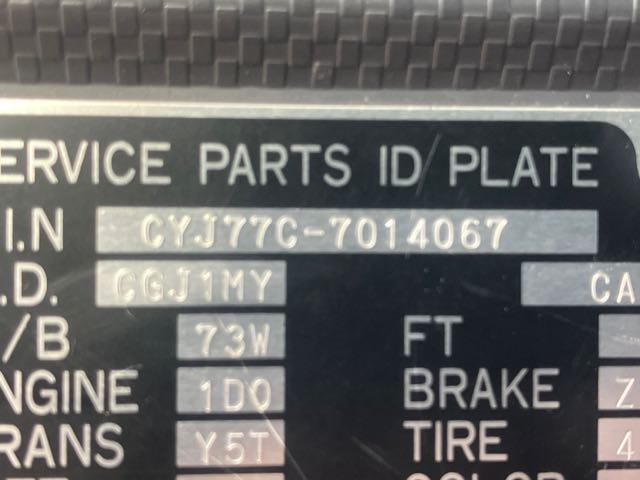 ERVICE PARTS ID/PLATE
I.N CYJ77C-7014067
.D. CGJ1MY CA
/B 73W FT
NGINE 1D0 BRAKE Z
RANS Y5T TIRE 4